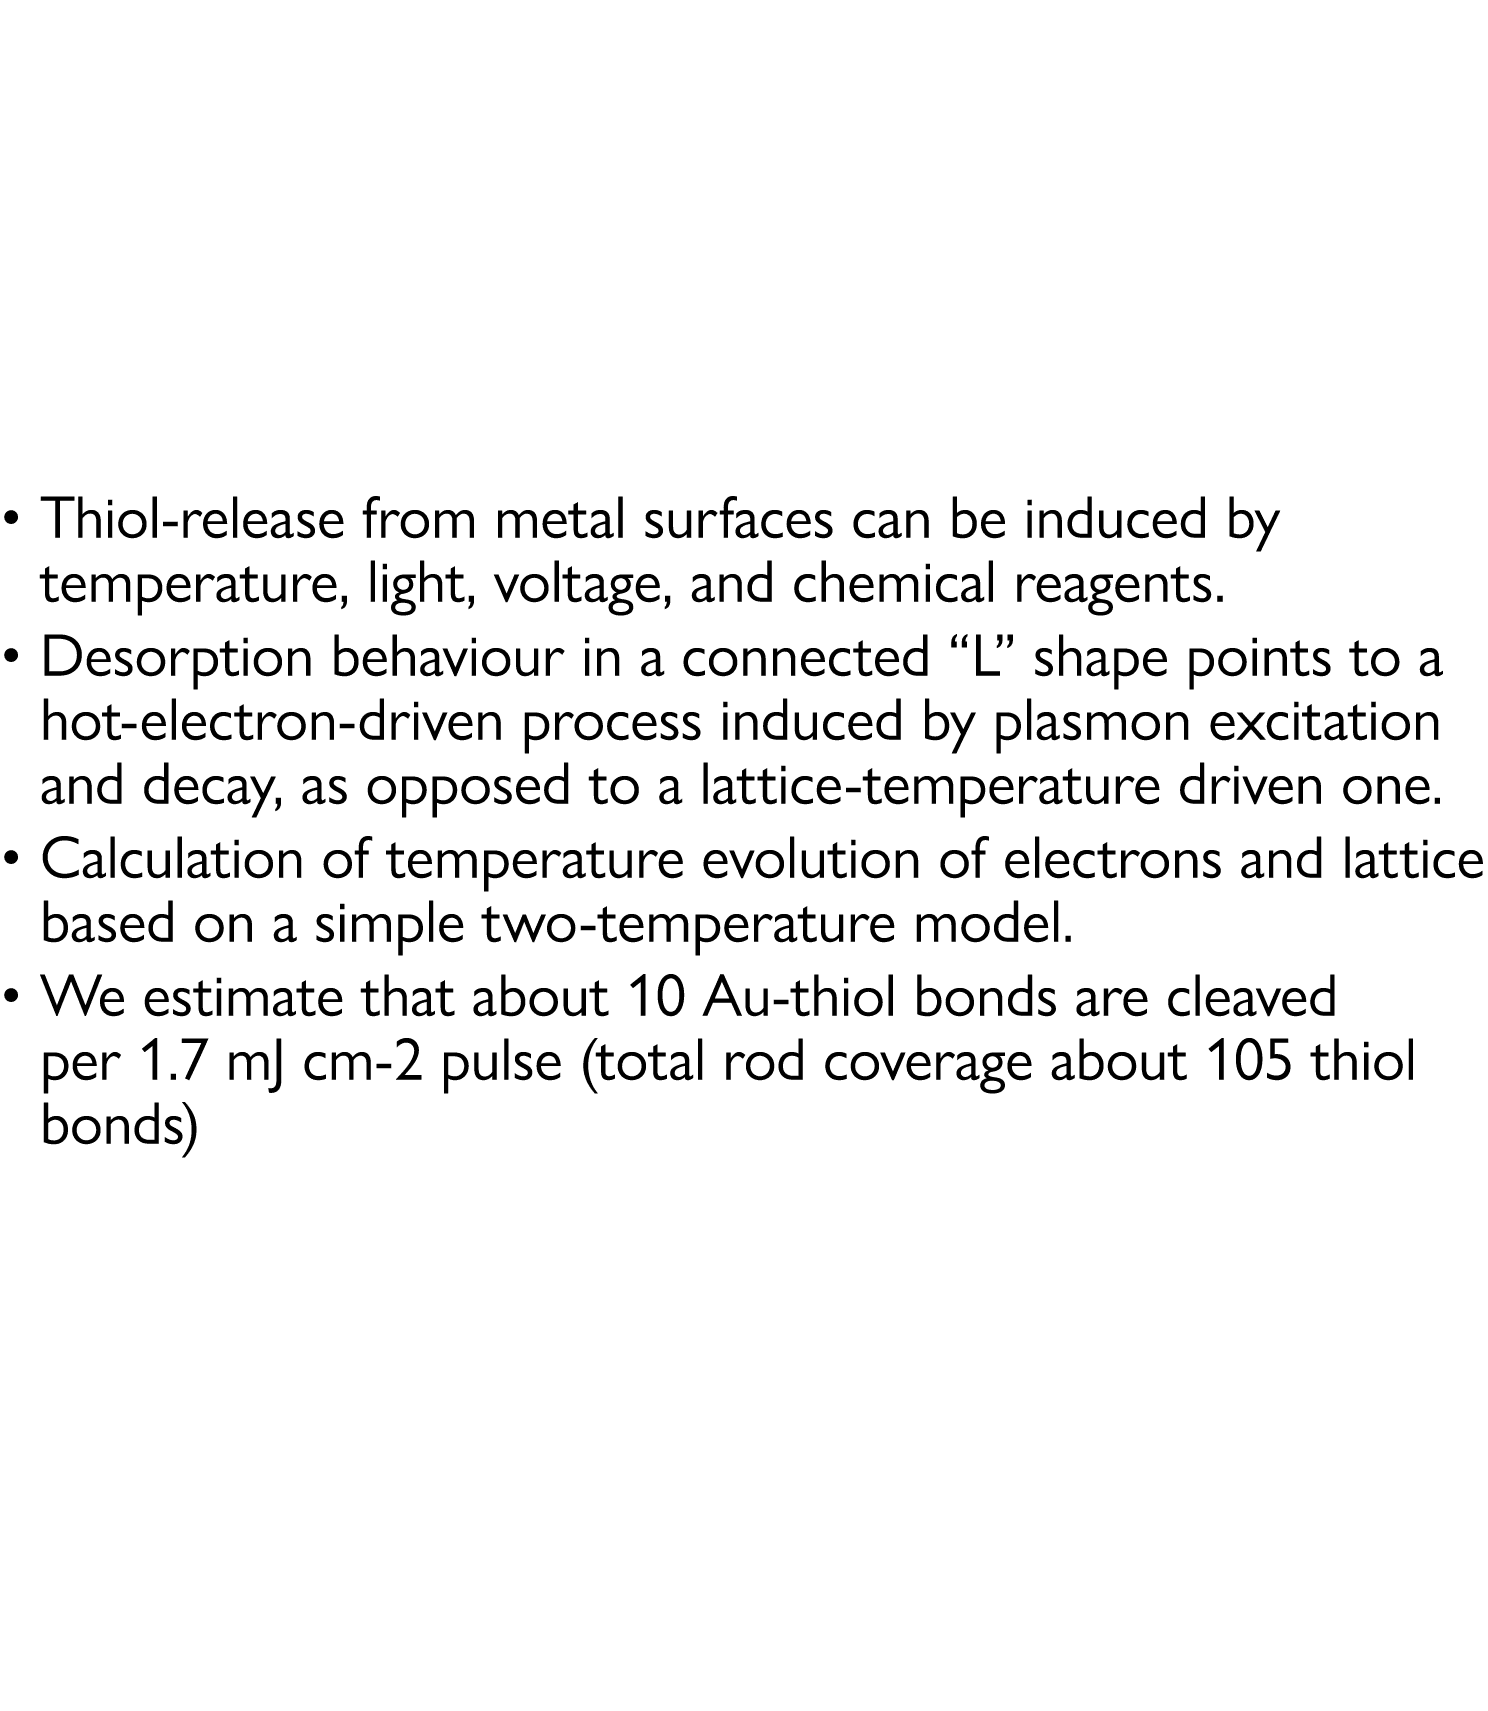 • Thiol-release from metal surfaces can be induced by
temperature, light, voltage, and chemical reagents.
• Desorption behaviour in a connected “L” shape points to a
hot-electron-driven process induced by plasmon excitation
and decay, as opposed to a lattice-temperature driven one.
• Calculation of temperature evolution of electrons and lattice
based on a simple two-temperature model.
• We estimate that about 10 Au-thiol bonds are cleaved
per 1.7 mJ cm-2 pulse (total rod coverage about 105 thiol
bonds)